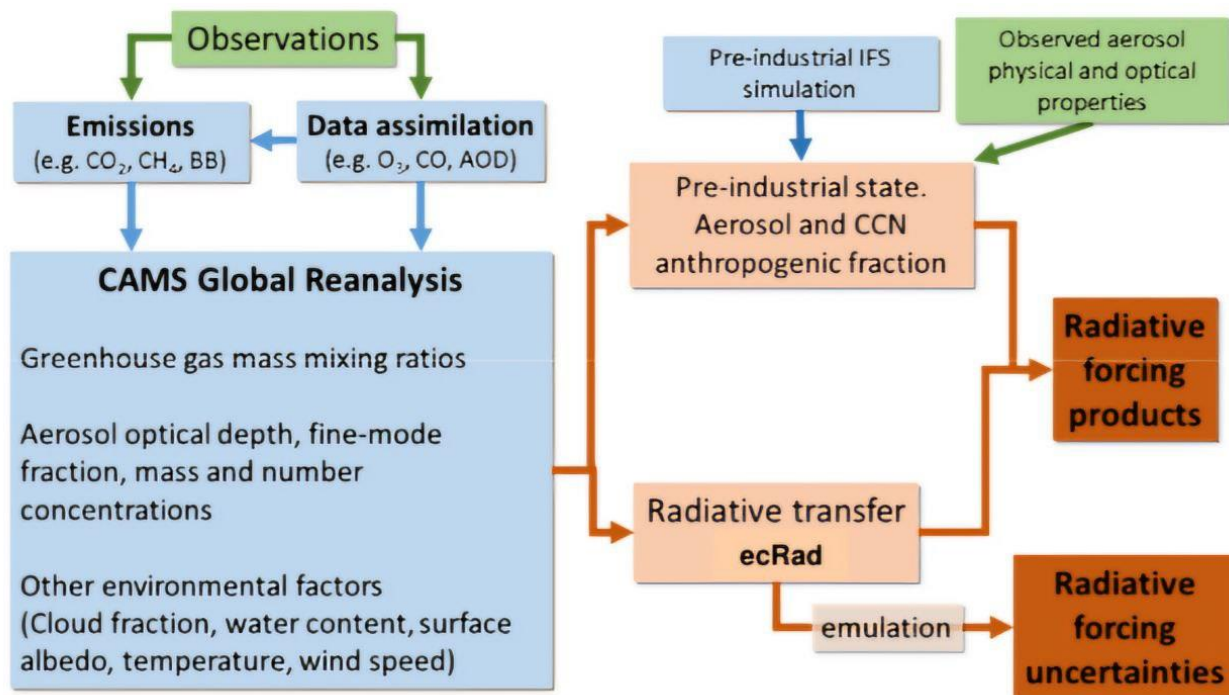 Observations
Emissions
(e.g. CO₂, CH₄, BB)
Data assimilation
(e.g. O₃, CO, AOD)
CAMS Global Reanalysis
Greenhouse gas mass mixing ratios
Aerosol optical depth, fine-mode
fraction, mass and number
concentrations
Other environmental factors
(Cloud fraction, water content, surface
albedo, temperature, wind speed)
Pre-industrial IFS
simulation
Observed aerosol
physical and optical
properties
Pre-industrial state.
Aerosol and CCN
anthropogenic fraction
Radiative transfer
ecRad
emulation
Radiative
forcing
products
Radiative
forcing
uncertainties